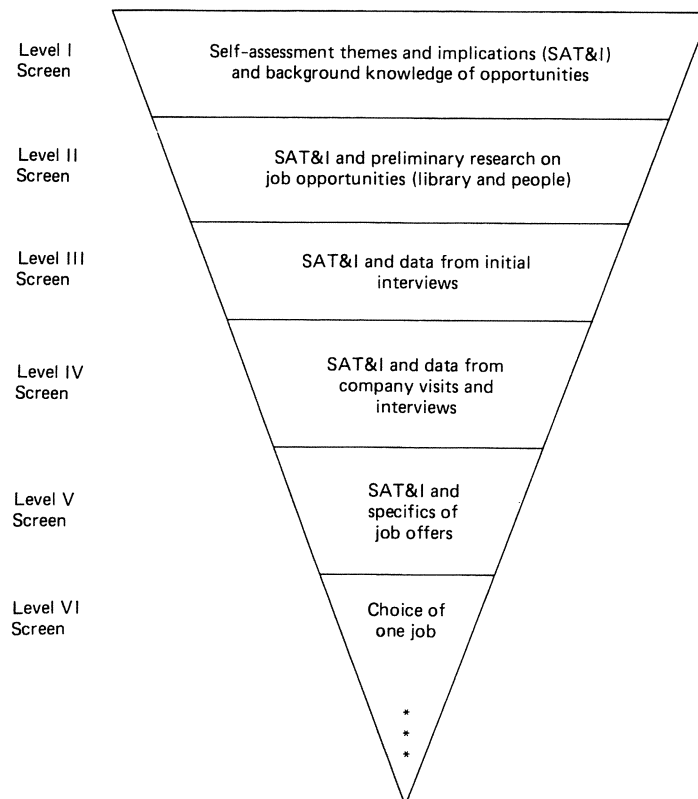 Level I
Screen
Self-assessment themes and implications (SAT&I)
and background knowledge of opportunities
Level II
Screen
SAT&I and preliminary research on
job opportunities (library and people)
Level III
Screen
SAT&I and data from initial
interviews
Level IV
Screen
SAT&I and data from
company visits and
interviews
Level V
Screen
SAT&I and
specifics of
job offers
Level VI
Screen
Choice of
one job
*
*
*